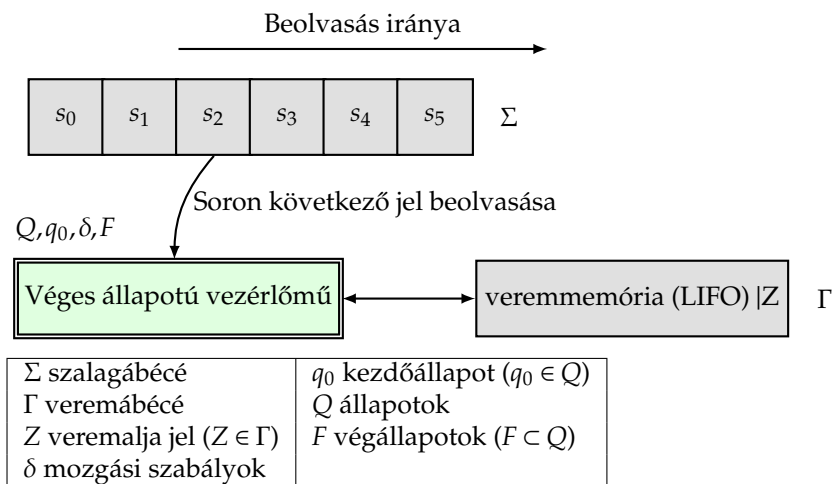 Beolvasás iránya
s₀ s₁ s₂ s₃ s₄ s₅ Σ
Soron következő jel beolvasása
Q, q₀, δ, F
Véges állapotú vezérlőmű
veremmemória (LIFO) |Z Γ
Σ szalagábécé
Γ veremábécé
Z veremalja jel (Z ∈ Γ)
δ mozgási szabályok
q₀ kezdőállapot (q₀ ∈ Q)
Q állapotok
F végállapotok (F ⊂ Q)